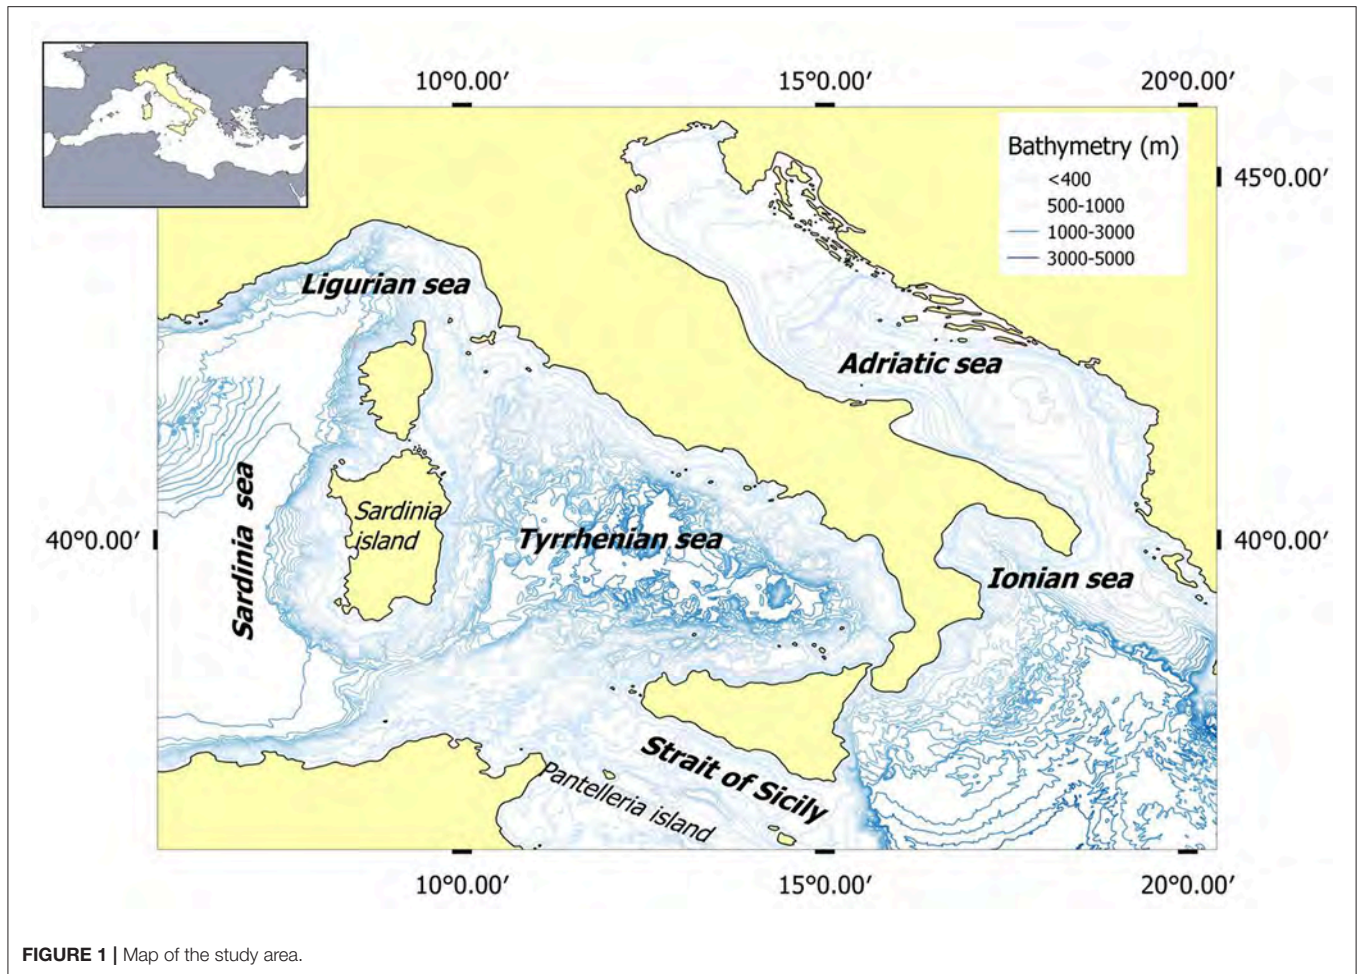 10°0.00′
15°0.00′
20°0.00′
Bathymetry (m)
<400
500-1000
1000-3000
3000-5000
45°0.00′
Ligurian sea
Adriatic sea
Sardinia sea
Sardinia
island
Tyrrhenian sea
40°0.00′
40°0.00′
Ionian sea
Strait of Sicily
Pantelleria island
10°0.00′
15°0.00′
20°0.00′
FIGURE 1 | Map of the study area.